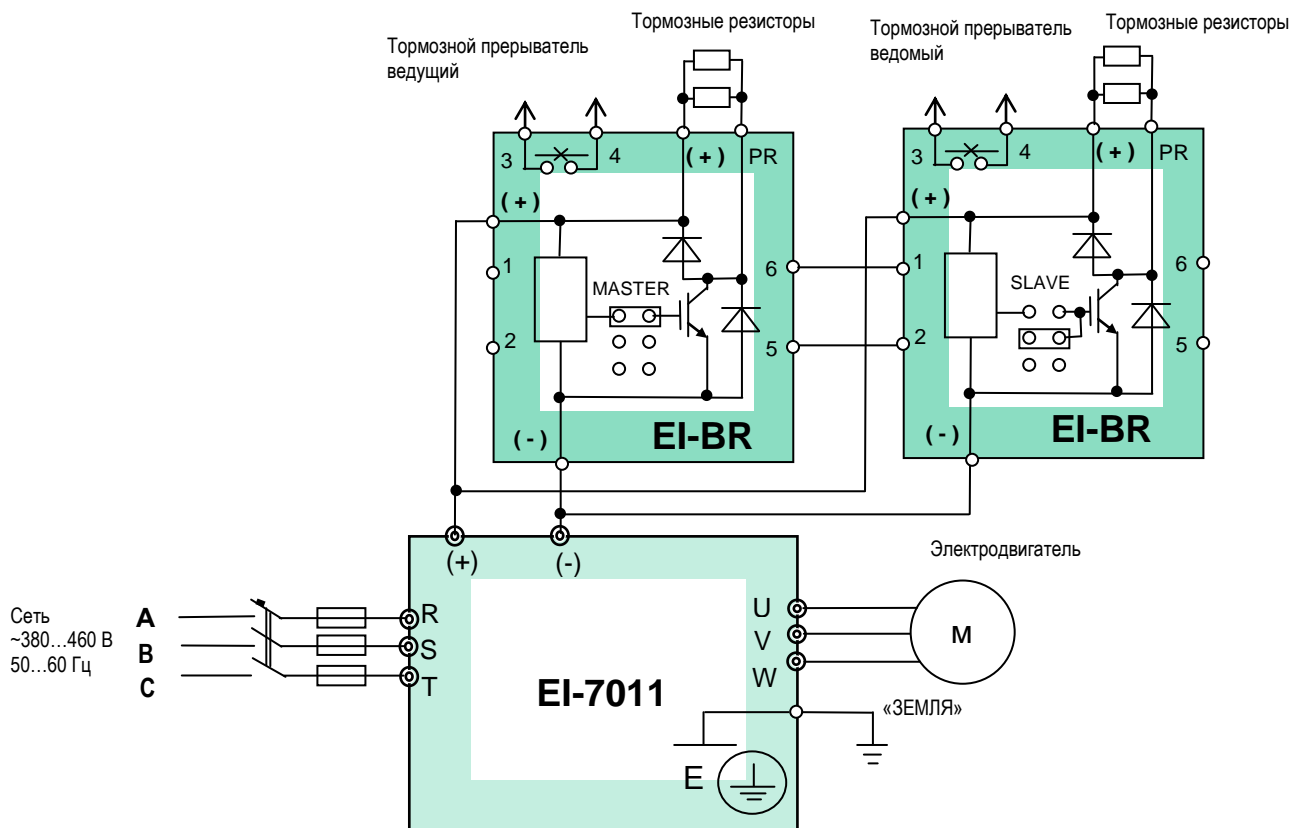 Тормозной прерыватель
ведущий
Тормозные резисторы
Тормозной прерыватель
ведомый
Тормозные резисторы
3
4
(+)
PR
(+)
1
2
MASTER
6
5
(-)
EI-BR
3
4
(+)
PR
(+)
1
2
SLAVE
6
5
(-)
EI-BR
(+)
(-)
Электродвигатель
Сеть
~380...460 В
50...60 Гц
A
B
C
R
S
T
EI-7011
U
V
W
M
«ЗЕМЛЯ»
E